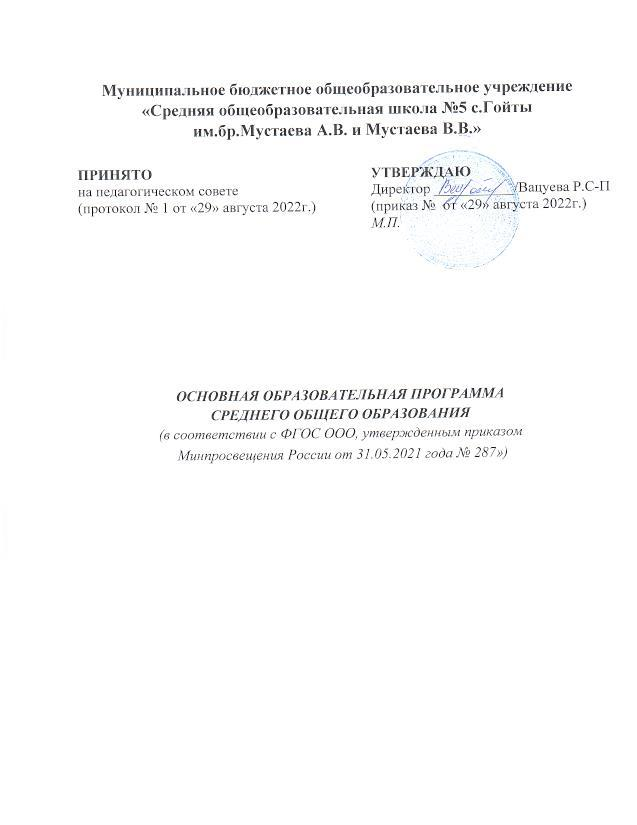 Муниципальное бюджетное общеобразовательное учреждение
«Средняя общеобразовательная школа №5 с.Гойты
им.бр.Мустаева А.В. и Мустаева В.В.»
ПРИНЯТО
на педагогическом совете
(протокол № 1 от «29» августа 2022г.)
УТВЕРЖДАЮ
Директор /Вацуева Р.С-П
(приказ № от «29» августа 2022г.)
М.П.
ОСНОВНАЯ ОБРАЗОВАТЕЛЬНАЯ ПРОГРАММА
СРЕДНЕГО ОБЩЕГО ОБРАЗОВАНИЯ
(в соответствии с ФГОС ООО, утвержденным приказом
Минпросвещения России от 31.05.2021 года № 287»)